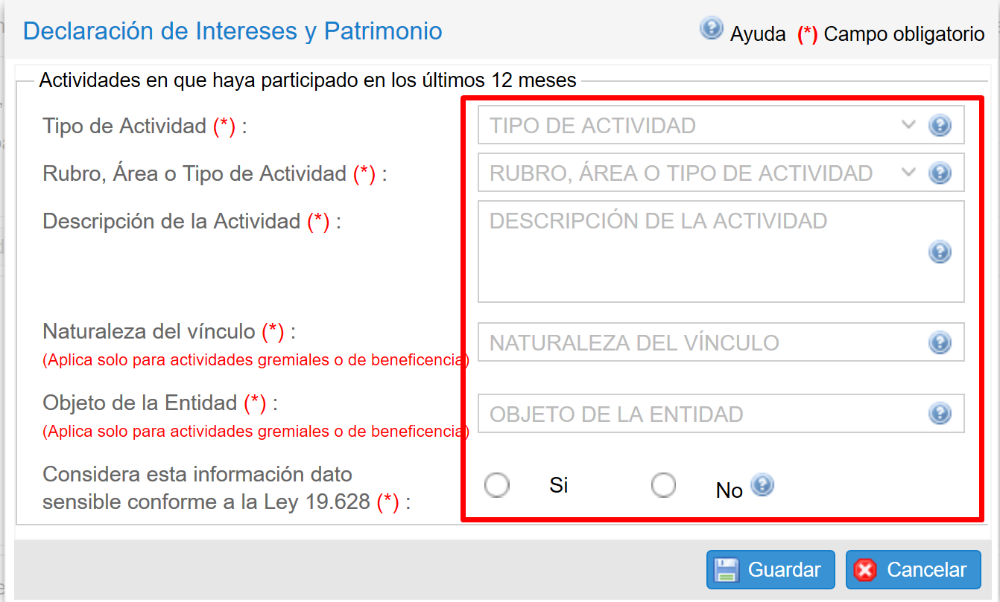 Declaración de Intereses y Patrimonio
Ayuda (*) Campo obligatorio
Actividades en que haya participado en los últimos 12 meses
Tipo de Actividad (*) :
TIPO DE ACTIVIDAD
Rubro, Área o Tipo de Actividad (*) :
RUBRO, ÁREA O TIPO DE ACTIVIDAD
Descripción de la Actividad (*) :
DESCRIPCIÓN DE LA ACTIVIDAD
Naturaleza del vínculo (*) :
(Aplica solo para actividades gremiales o de beneficencia)
NATURALEZA DEL VÍNCULO
Objeto de la Entidad (*) :
(Aplica solo para actividades gremiales o de beneficencia)
OBJETO DE LA ENTIDAD
Considera esta información dato
sensible conforme a la Ley 19.628 (*) :
Si
No
Guardar
Cancelar